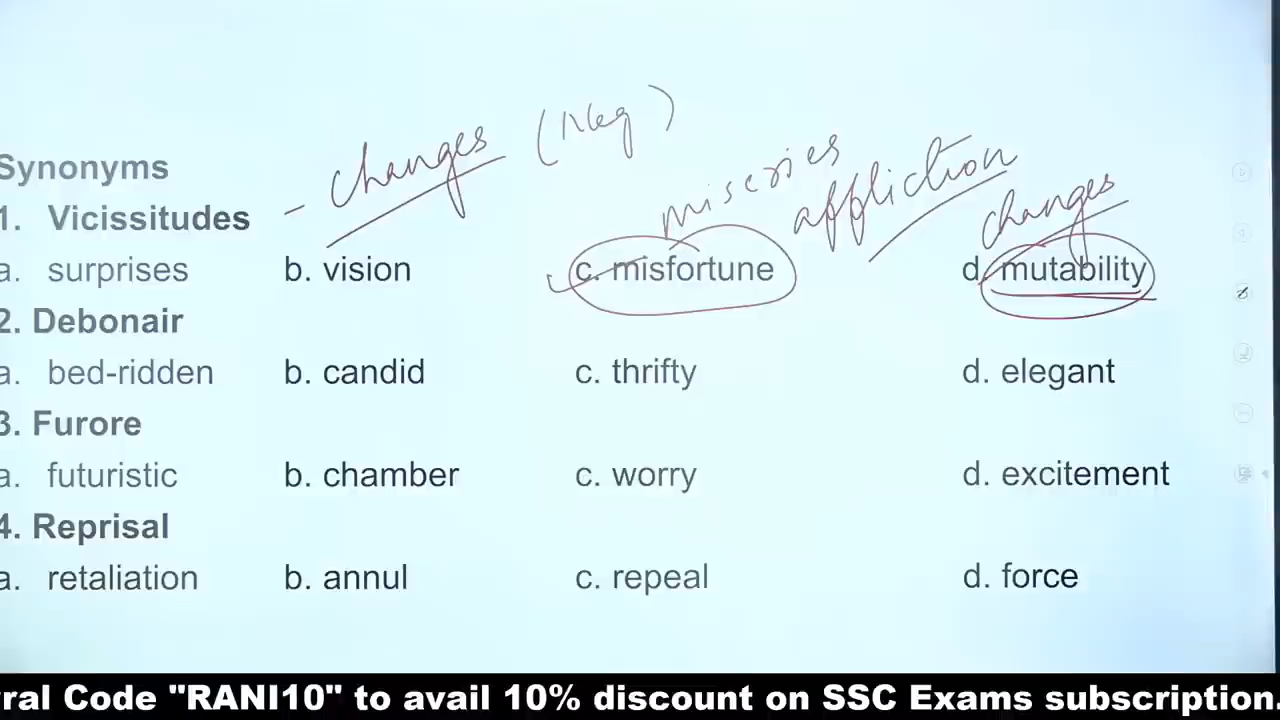 changes (Neg)
miseries
affliction
changes
Synonyms
1. Vicissitudes -
a. surprises b. vision c. misfortune d. mutability
2. Debonair
a. bed-ridden b. candid c. thrifty d. elegant
3. Furore
a. futuristic b. chamber c. worry d. excitement
4. Reprisal
a. retaliation b. annul c. repeal d. force
ral Code "RANI10" to avail 10% discount on SSC Exams subscription.